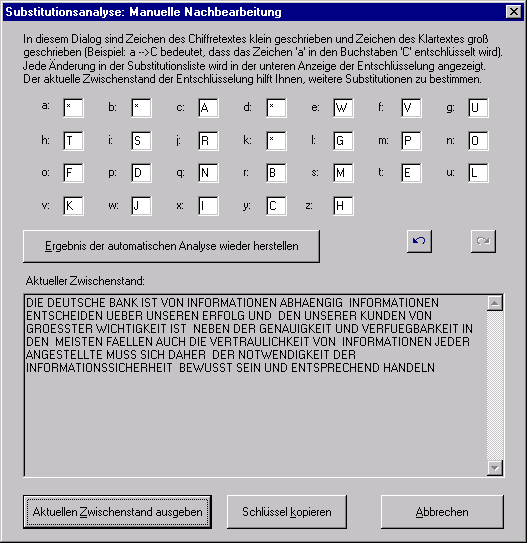 Substitutionsanalyse: Manuelle Nachbearbeitung
In diesem Dialog sind Zeichen des Chiffretextes klein geschrieben und Zeichen des Klartextes groß
geschrieben (Beispiel: a -->C bedeutet, dass das Zeichen 'a' in den Buchstaben 'C' entschlüsselt wird).
Jede Änderung in der Substitutionsliste wird in der unteren Anzeige der Entschlüsselung angezeigt.
Der aktuelle Zwischenstand der Entschlüsselung hilft Ihnen, weitere Substitutionen zu bestimmen.
a: * b: * c: A d: * e: W f: V g: U
h: T i: S j: R k: * l: G m: P n: O
o: F p: D q: N r: B s: M t: E u: L
v: K w: J x: I y: C z: H
Ergebnis der automatischen Analyse wieder herstellen
Aktueller Zwischenstand:
DIE DEUTSCHE BANK IST VON INFORMATIONEN ABHAENGIG  INFORMATIONEN
ENTSCHEIDEN UEBER UNSEREN ERFOLG UND  DEN UNSERER KUNDEN VON
GROESSTER WICHTIGKEIT IST  NEBEN DER GENAUIGKEIT UND VERFUEGBARKEIT IN
DEN  MEISTEN FAELLEN AUCH DIE VERTRAULICHKEIT VON  INFORMATIONEN JEDER
ANGESTELLTE MUSS SICH DAHER  DER NOTWENDIGKEIT DER
INFORMATIONSSICHERHEIT  BEWUSST SEIN UND ENTSPRECHEND HANDELN
Aktuellen Zwischenstand ausgeben Schlüssel kopieren Abbrechen